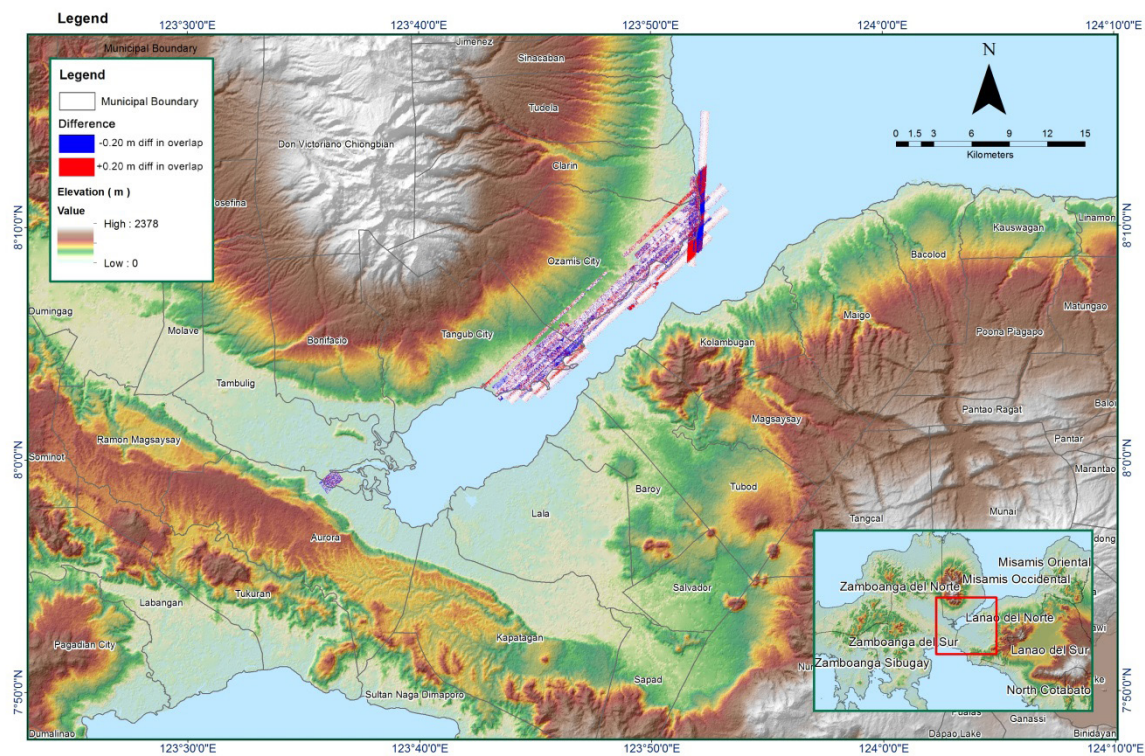 Legend
123°30'0"E 123°40'0"E 123°50'0"E 124°0'0"E 124°10'0"E
Municipal Boundary
Jimenez
Sinacaban
Legend
Municipal Boundary
Difference
-0.20 m diff in overlap
+0.20 m diff in overlap
Elevation ( m )
Value
High : 2378
Low : 0
N
0 1.5 3 6 9 12 15
Kilometers
Tudela
Don Victoriano Chiongbian
Clarin
osefina
8°10'0"N
8°10'0"N
Linamon
Kauswagan
Bacolod
Ozamis City
Matungao
Dumingag
Maigo
Molave
Tangub City
Poona Piagapo
Bonifacio
Kolambugan
Tambulig
Balo
Pantao Ragat
Magsaysay
Ramon Magsaysay
Pantar
Sominot
8°0'0"N
8°0'0"N
Marantao
Baroy
Tubod
Lala
Munai
Tangcal
Aurora
dong
Salvador
Misamis Oriental
Zamboanga del Norte
Misamis Occidental
Tukuran
Labangan
Lanao del Norte
awi
Kapatagan
Pagadian City
Zamboanga del Sur
Lanao del Sur
Zamboanga Sibugay
Nu
Sapad
ke
Sultan Naga Dimaporo
North Cotabato
7°50'0"N
7°50'0"N
Ganassi
Dumalinao
Dapao Lake
Binidayan
123°30'0"E 123°40'0"E 123°50'0"E 124°0'0"E 124°10'0"E